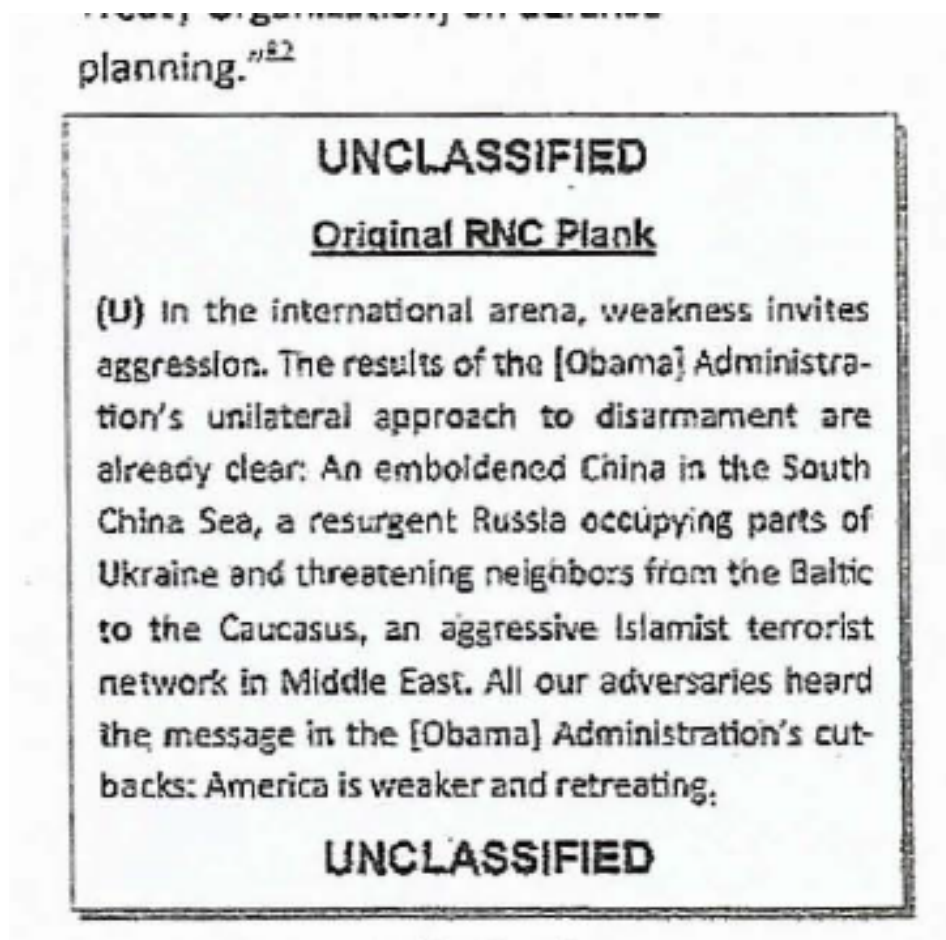 planning."82
UNCLASSIFIED
Original RNC Plank
(U) In the international arena, weakness invites
aggression. The results of the [Obama] Administra-
tion's unilateral approach to disarmament are
already clear: An emboldened China in the South
China Sea, a resurgent Russia occupying parts of
Ukraine and threatening neighbors from the Baltic
to the Caucasus, an aggressive Islamist terrorist
network in Middle East. All our adversaries heard
the message in the [Obama] Administration's cut-
backs: America is weaker and retreating.
UNCLASSIFIED